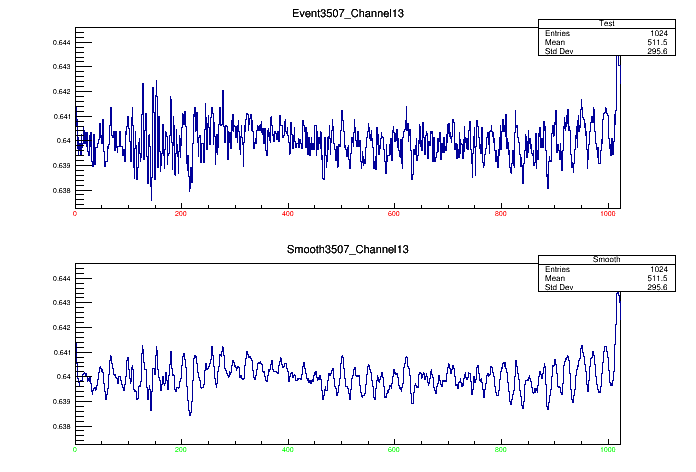 Event3507_Channel13
Test
Entries 1024
Mean 511.5
Std Dev 295.6
0.644
0.643
0.642
0.641
0.64
0.639
0.638
0 200 400 600 800 1000
Smooth3507_Channel13
Smooth
Entries 1024
Mean 511.5
Std Dev 295.6
0.644
0.643
0.642
0.641
0.64
0.639
0.638
0 200 400 600 800 1000